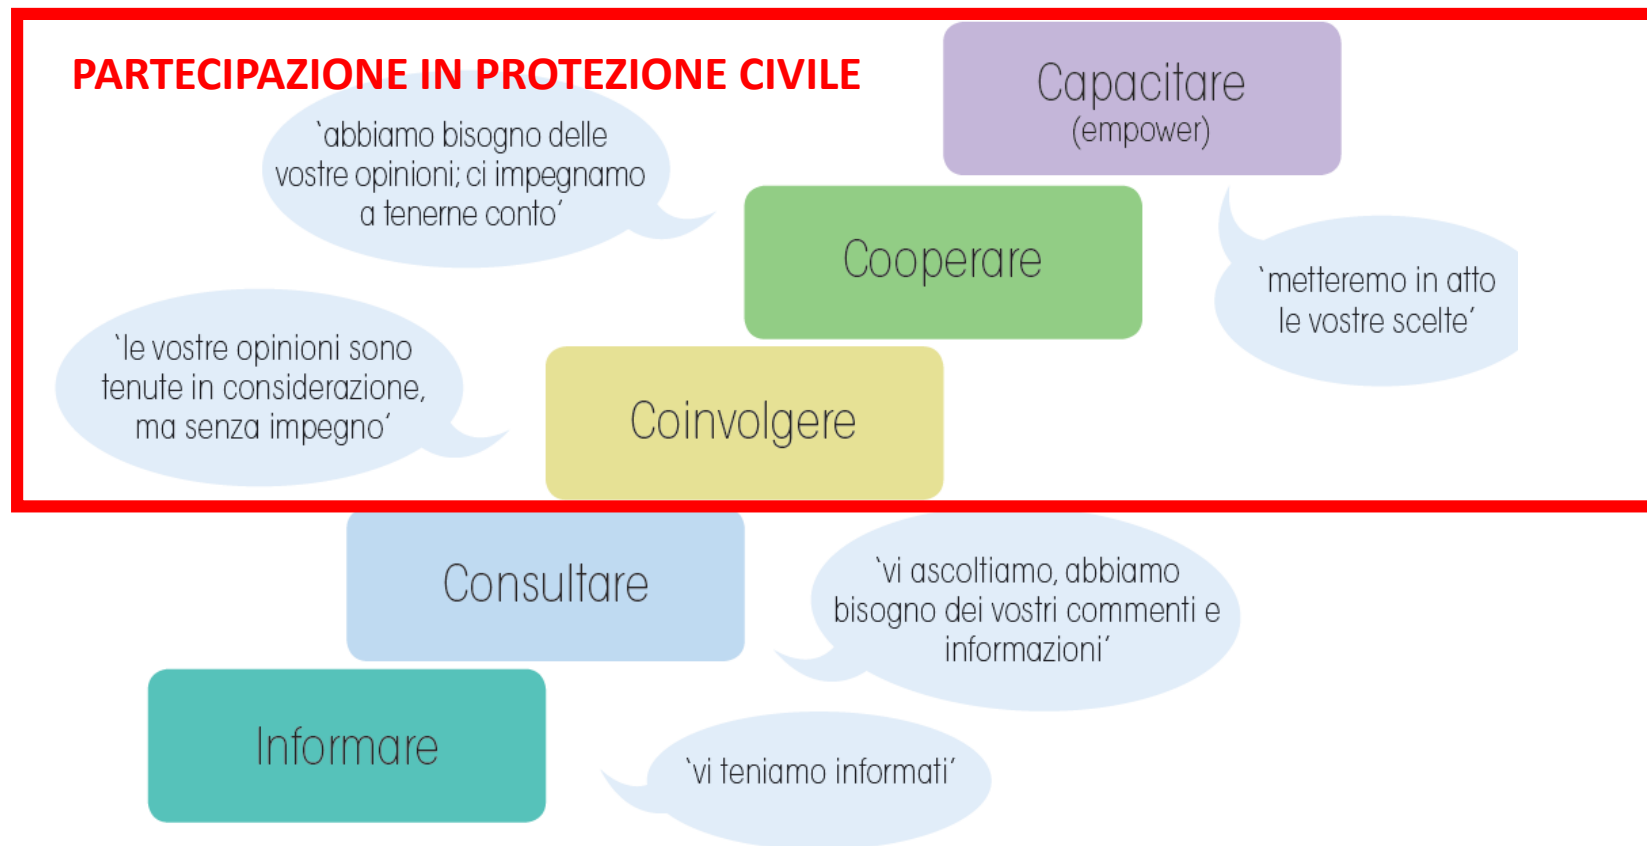 PARTECIPAZIONE IN PROTEZIONE CIVILE
Capacitare
(empower)
`abbiamo bisogno delle
vostre opinioni; ci impegnamo
a tenerne conto’
Cooperare
`metteremo in atto
le vostre scelte’
`le vostre opinioni sono
tenute in considerazione,
ma senza impegno’
Coinvolgere
Consultare
`vi ascoltiamo, abbiamo
bisogno dei vostri commenti e
informazioni’
Informare
`vi teniamo informati’